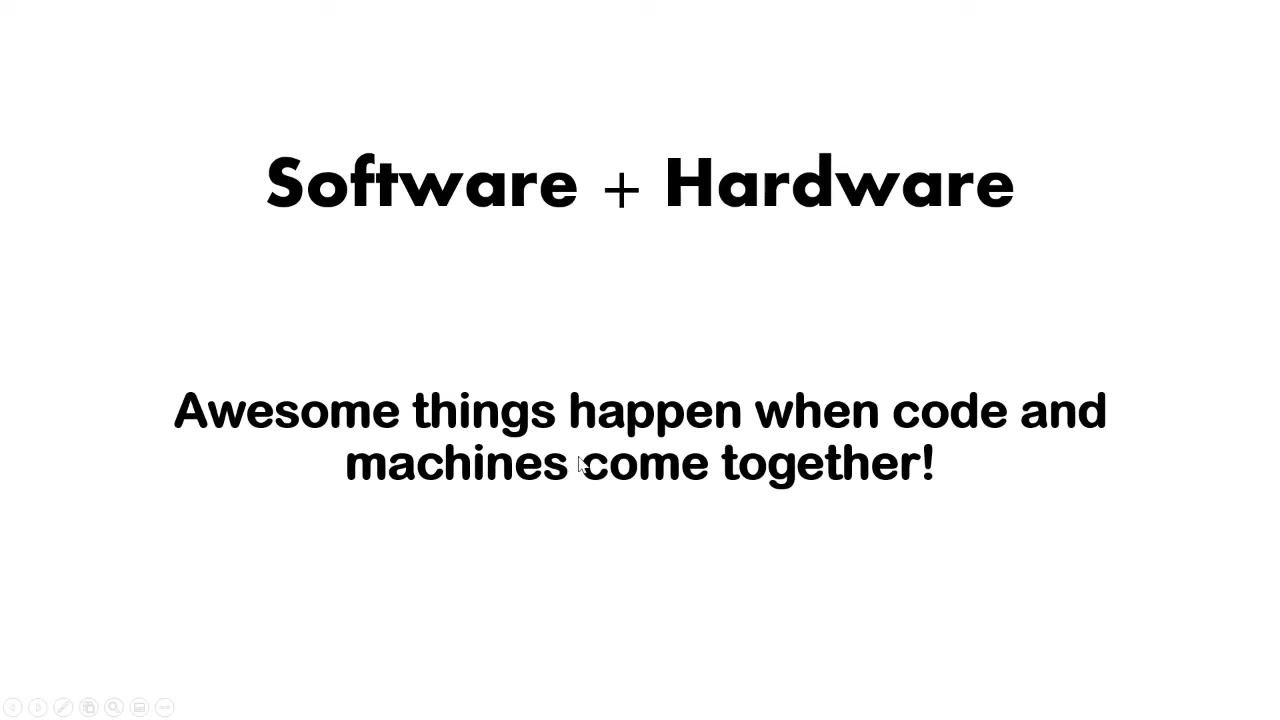 Software + Hardware
Awesome things happen when code and
machines come together!